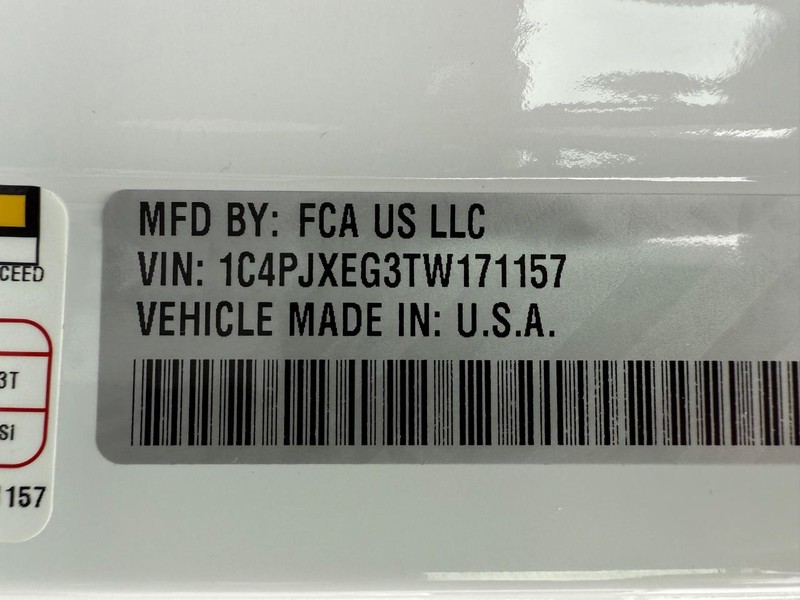 MFD BY: FCA US LLC
VIN: 1C4PJXEG3TW171157
VEHICLE MADE IN: U.S.A.
CEED
3T
Si
157